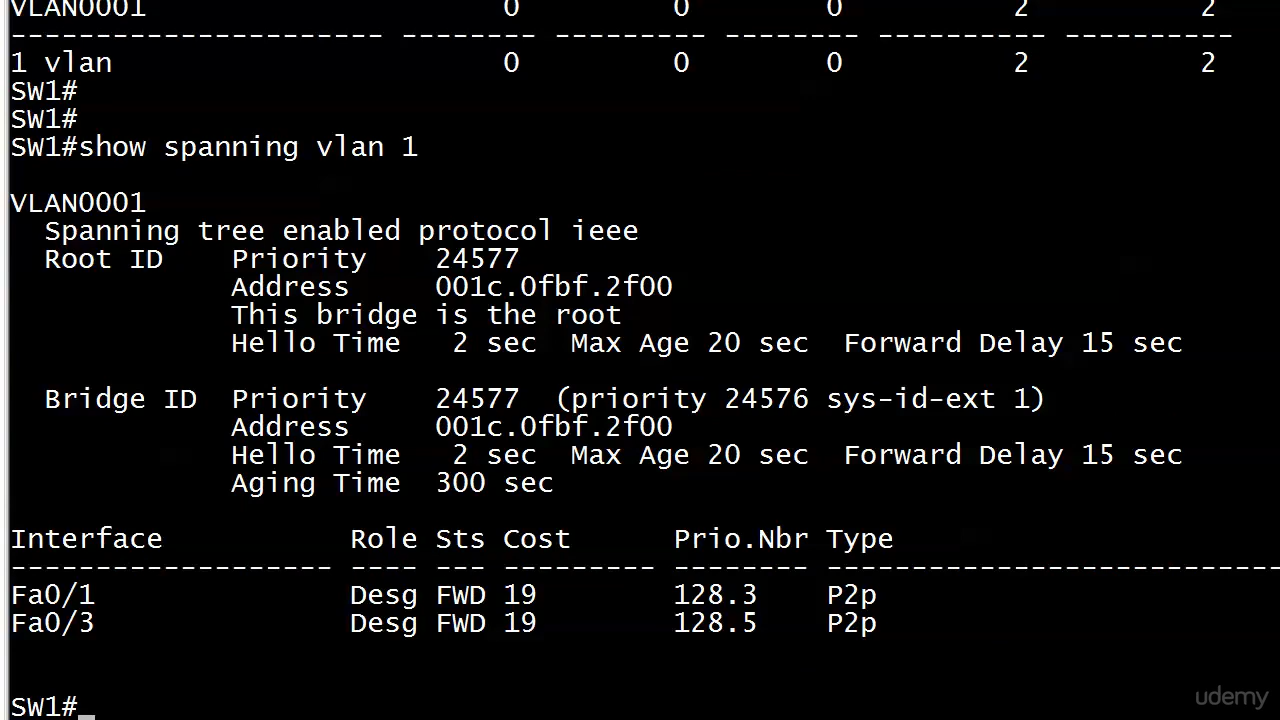 VLAN0001                     0         0        0          2          2
---------------------- -------- --------- -------- ---------- ----------
1 vlan                       0         0        0          2          2
SW1#
SW1#
SW1#show spanning vlan 1
VLAN0001
  Spanning tree enabled protocol ieee
  Root ID    Priority    24577
             Address     001c.0fbf.2f00
             This bridge is the root
             Hello Time   2 sec  Max Age 20 sec  Forward Delay 15 sec
  Bridge ID  Priority    24577  (priority 24576 sys-id-ext 1)
             Address     001c.0fbf.2f00
             Hello Time   2 sec  Max Age 20 sec  Forward Delay 15 sec
             Aging Time  300 sec
Interface           Role Sts Cost      Prio.Nbr Type
------------------- ---- --- --------- -------- ---------------------------
Fa0/1               Desg FWD 19        128.3    P2p
Fa0/3               Desg FWD 19        128.5    P2p
SW1#
udemy